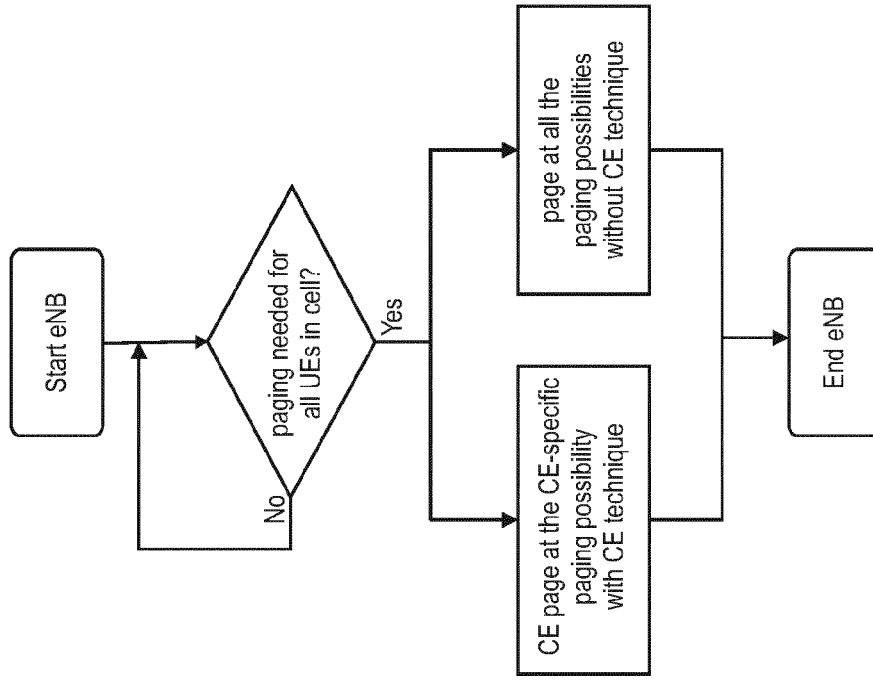 Start eNB
paging needed for
all UEs in cell?
No
Yes
CE page at the CE-specific
paging possibility
with CE technique
page at all the
paging possibilities
without CE technique
End eNB